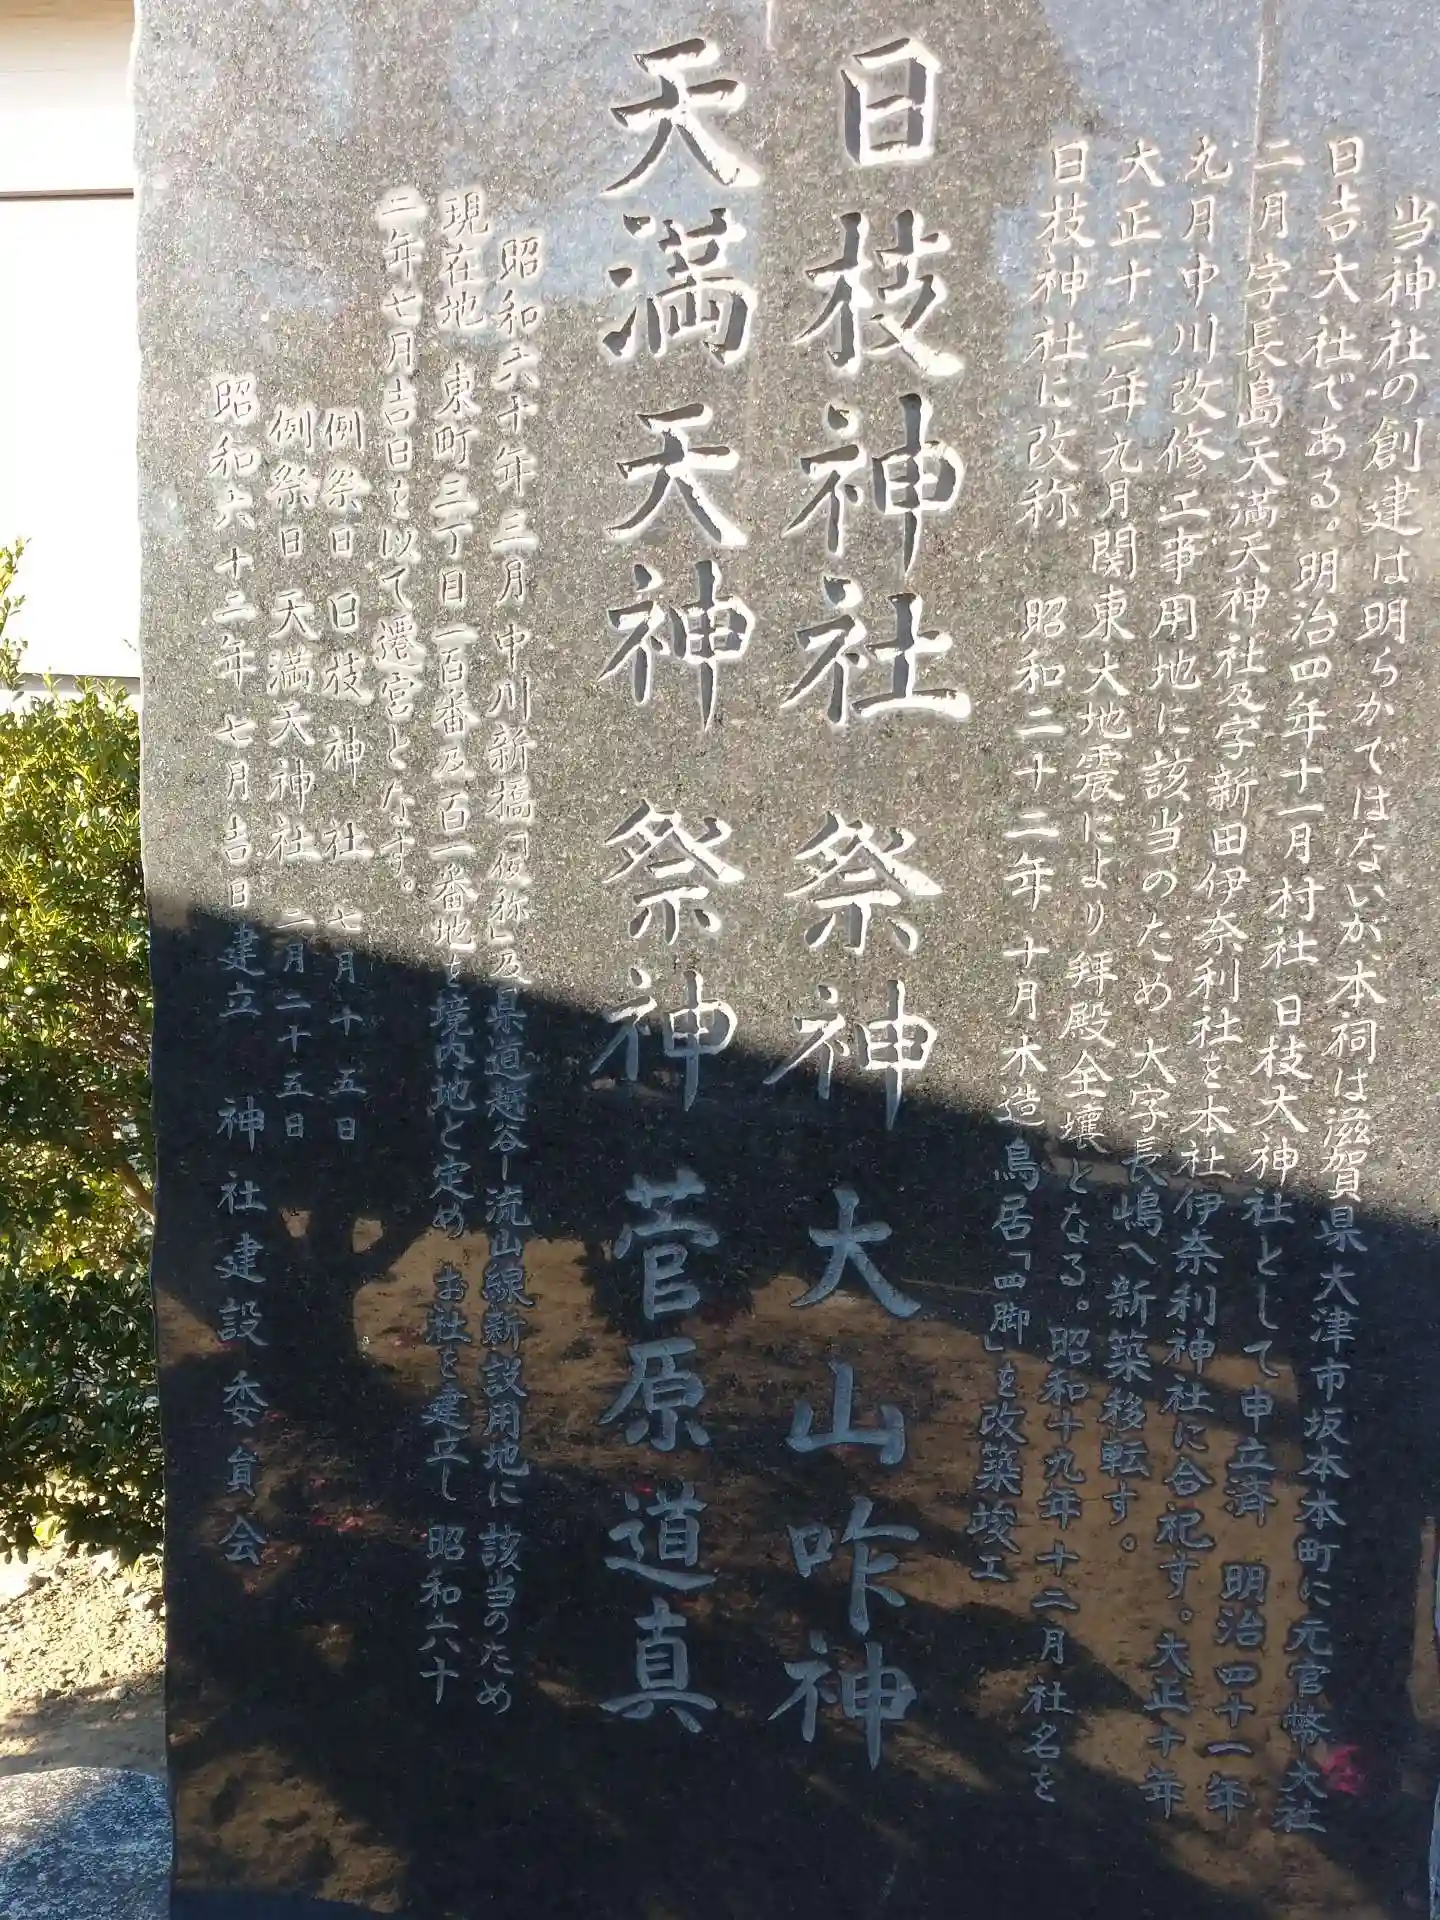 当神社の創建は明らかではないが本祠は滋賀県大津市坂本本町に元官幣大社
日吉大社である。明治四年十一月村社日枝大神社として申立済 明治四十一年
二月字長島天満天神社及字新田伊奈利社を本社伊奈利神社に合祀す。大正十年
九月中川改修工事用地に該当のため大字長嶋へ新築後転す。
大正十二年九月関東大地震により拝殿全壊となる。昭和十九年十二月社名を
日枝神社に改称 昭和二十二年十月木造鳥居「四脚」を改築竣工
日枝神社 祭神 大山咋神
天満天神 祭神 菅原道真
昭和六十年三月中川新橋「仮称」及県道越谷ー流山線新設用地に該当のため
現在地 東町三丁目一百番及百一番地を境内地と定め お社を建立し 昭和六十
二年七月吉日を以て遷宮となす。
例祭日 日枝神社 七月十五日
例祭日 天満天神社 二月二十五日
昭和六十二年七月吉日建立 神社建設委員会